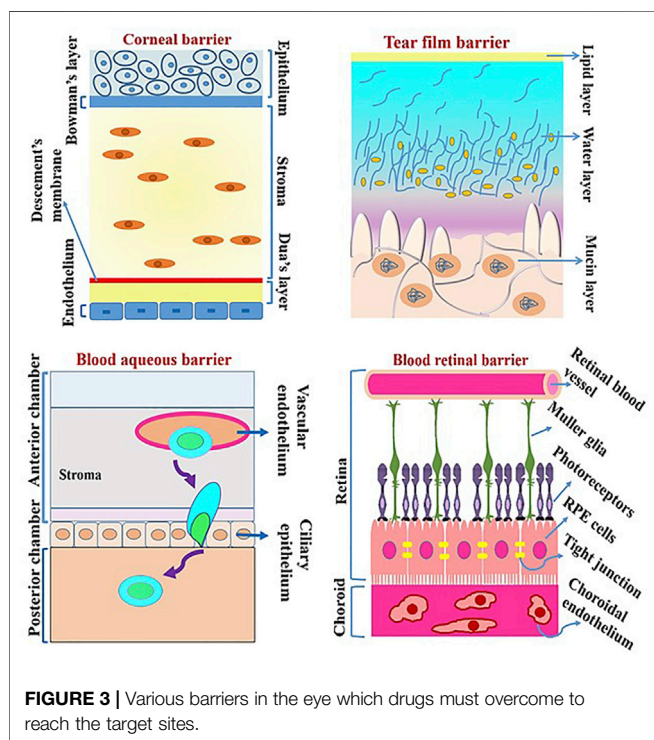 Corneal barrier
Bowman's layer
Epithelium
Descement's
membrane
Stroma
Dua's layer
Endothelium
Tear film barrier
Lipid layer
Water layer
Mucin layer
Blood aqueous barrier
Anterior chamber
Stroma
Vascular
endothelium
Posterior chamber
Ciliary
epithelium
Blood retinal barrier
Retina
Retinal blood
vessel
Muller glia
Photoreceptors
RPE cells
Tight junction
Choroid
Choroidal
endothelium
FIGURE 3 | Various barriers in the eye which drugs must overcome to
reach the target sites.